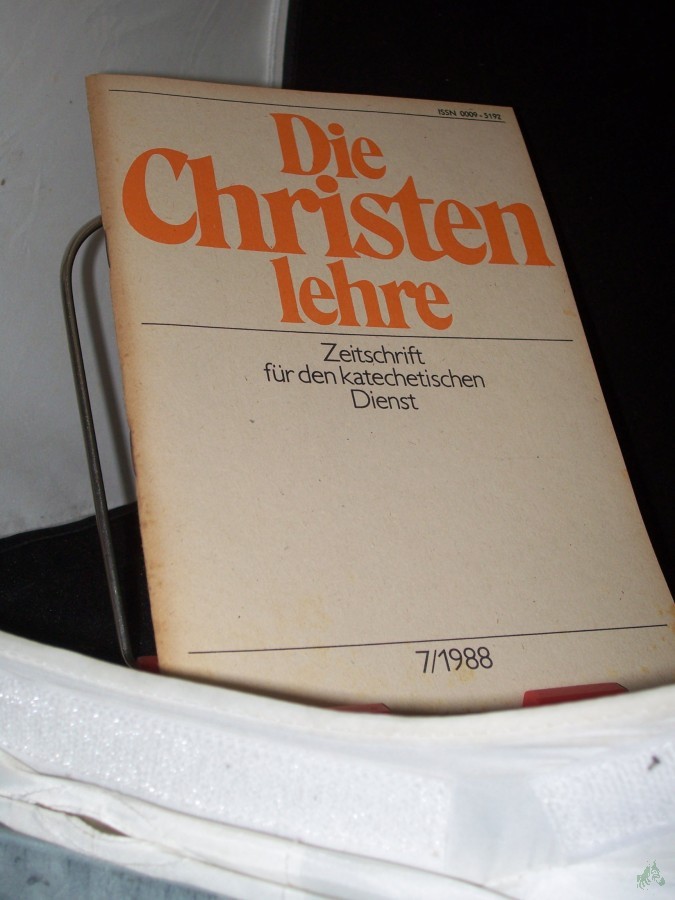 ISSN 0009-5192
Die
Christen
lehre
Zeitschrift
für den katechetischen
Dienst
7/1988